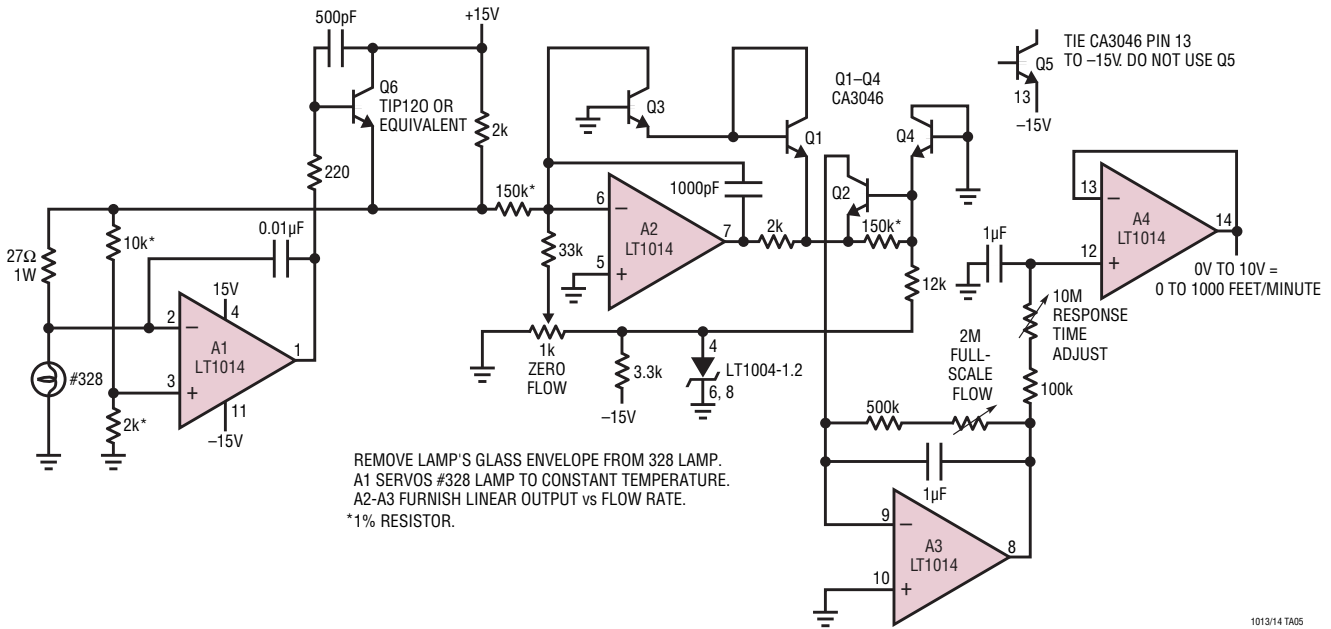 500pF
+15V
Q6
TIP120 OR
EQUIVALENT
2k
220
150k*
0.01µF
10k*
27Ω
1W
15V
4
2
−
A1
LT1014
1
3
+
11
−15V
#328
2k*
Q3
Q1
Q1–Q4
CA3046
Q4
Q2
Q5
TIE CA3046 PIN 13
TO –15V. DO NOT USE Q5
13
–15V
1000pF
6
−
A2
LT1014
7
5
+
33k
2k
150k*
12k
1k
ZERO
FLOW
3.3k
–15V
4
LT1004-1.2
6, 8
1µF
13
−
A4
LT1014
14
12
+
0V TO 10V =
0 TO 1000 FEET/MINUTE
10M
RESPONSE
TIME
ADJUST
2M
FULL-
SCALE
FLOW
100k
500k
1µF
9
−
A3
LT1014
8
10
+
REMOVE LAMP'S GLASS ENVELOPE FROM 328 LAMP.
A1 SERVOS #328 LAMP TO CONSTANT TEMPERATURE.
A2-A3 FURNISH LINEAR OUTPUT vs FLOW RATE.
*1% RESISTOR.
1013/14 TA05